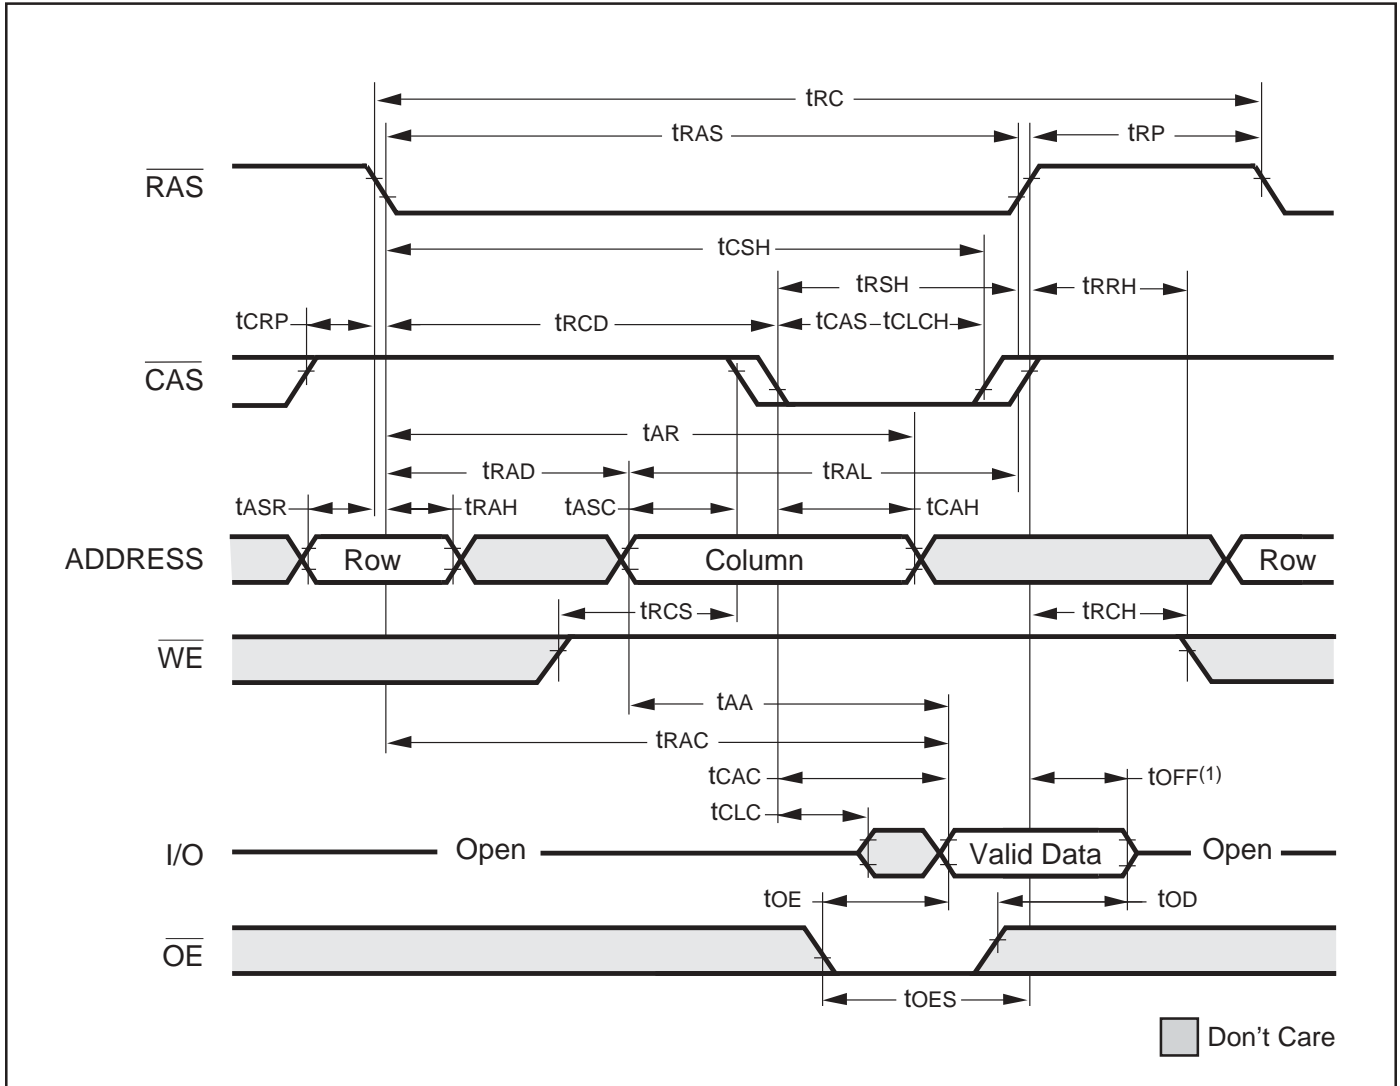 tRC
tRAS tRP
RAS
tCSH
tRSH tRRH
tCRP tRCD tCAS tCLCH
CAS
tAR
tRAD tRAL
tASR tRAH tASC tCAH
ADDRESS Row Column Row
tRCS tRCH
WE
tAA
tRAC
tCAC tOFF(1)
tCLC
I/O Open Valid Data Open
tOE tOD
OE
tOES
Don't Care